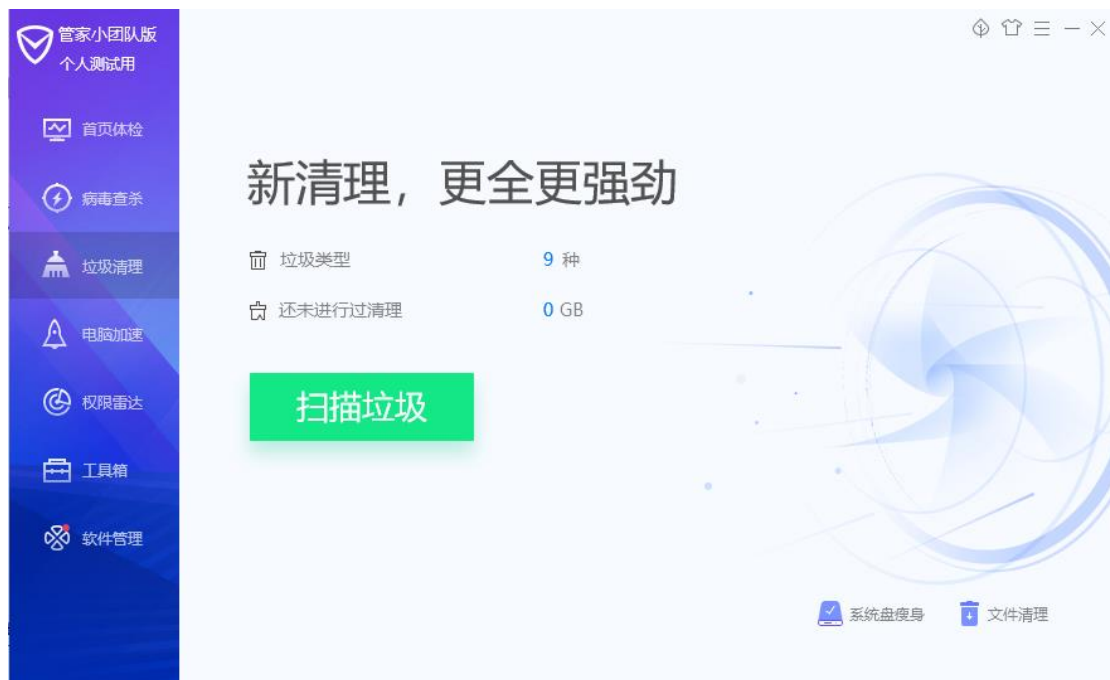 管家小团队版
个人测试用
首页体检
病毒查杀
垃圾清理
电脑加速
权限雷达
工具箱
软件管理
新清理，更全更强劲
垃圾类型 9 种
还未进行过清理 0 GB
扫描垃圾
系统盘瘦身 文件清理